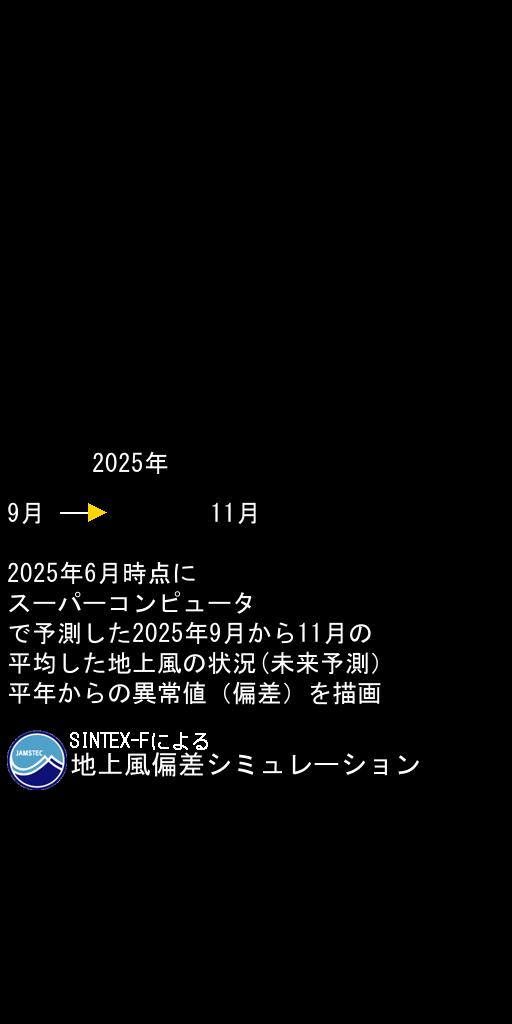 2025年
9月 11月
2025年6月時点に
スーパーコンピュータ
で予測した2025年9月から11月の
平均した地上風の状況(未来予測)
平年からの異常値（偏差）を描画
SINTEX-Fによる
JAMSTEC
地上風偏差シミュレーション